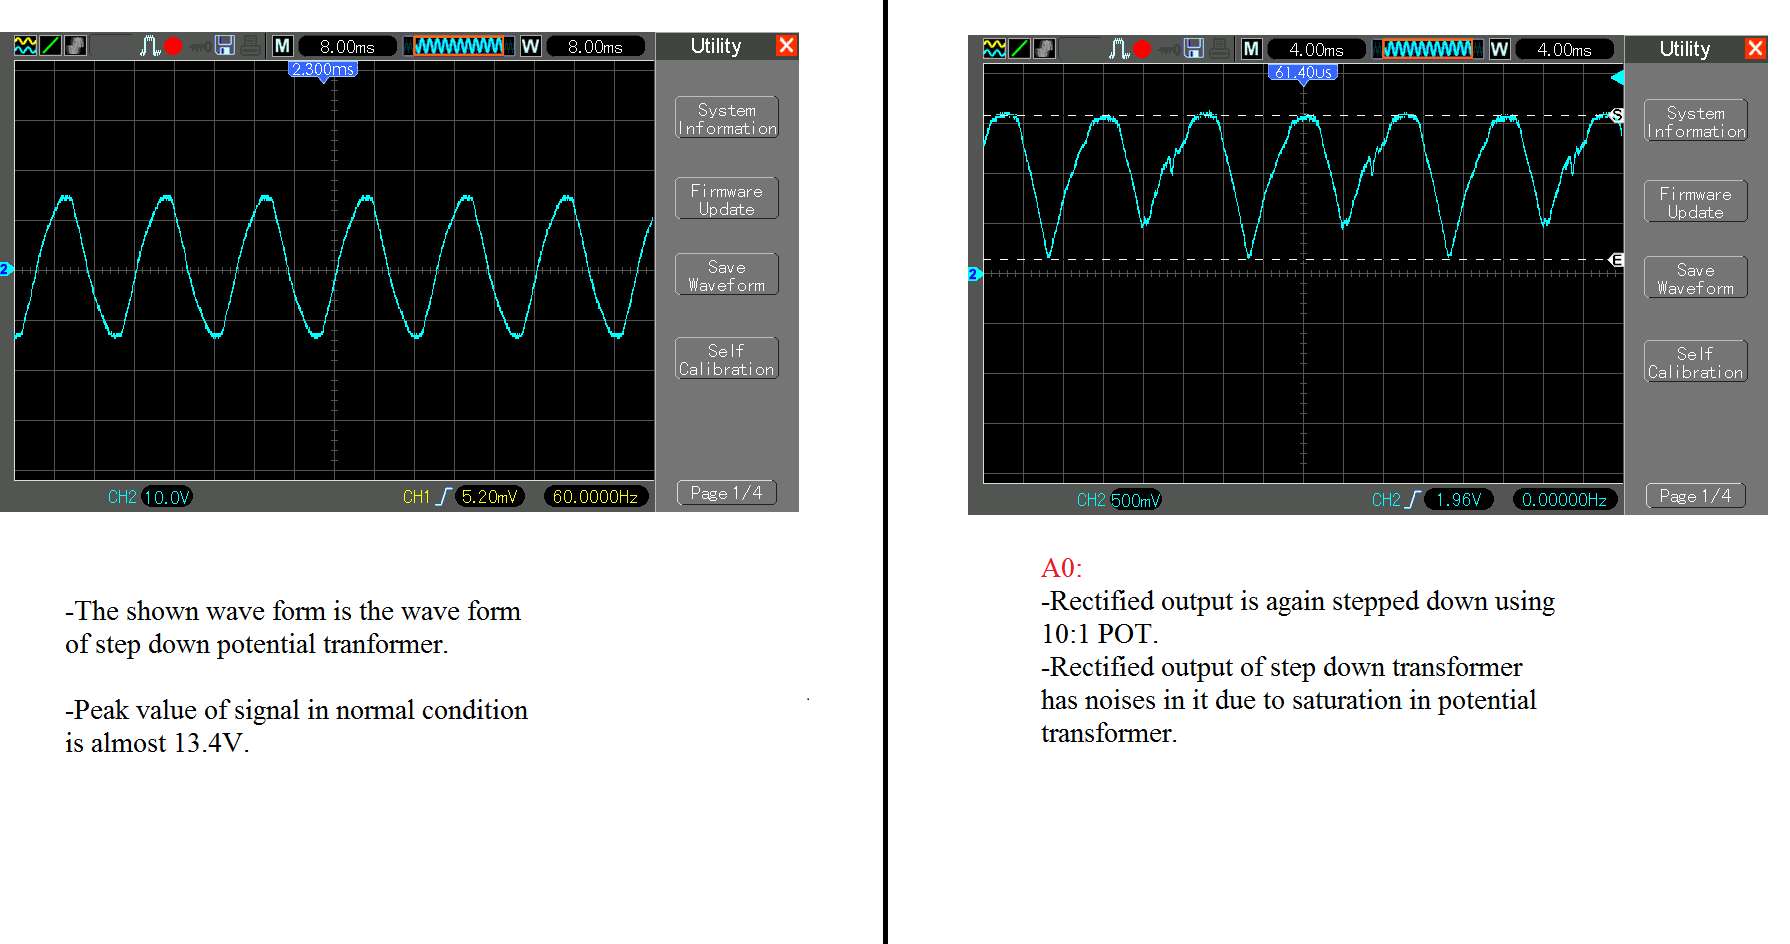 M 8.00ms W 8.00ms Utility X
2.300ms
System
Information
Firmware
Update
2
Save
Waveform
Self
Calibration
CH2 10.0V CH1 5.20mV 60.0000Hz Page 1/4
-The shown wave form is the wave form
of step down potential tranformer.
-Peak value of signal in normal condition
is almost 13.4V.
M 4.00ms W 4.00ms Utility X
61.40us
S
System
Information
Firmware
Update
E
2
Save
Waveform
Self
Calibration
CH2 500mV CH2 1.96V 0.00000Hz Page 1/4
A0:
-Rectified output is again stepped down using
10:1 POT.
-Rectified output of step down transformer
has noises in it due to saturation in potential
transformer.